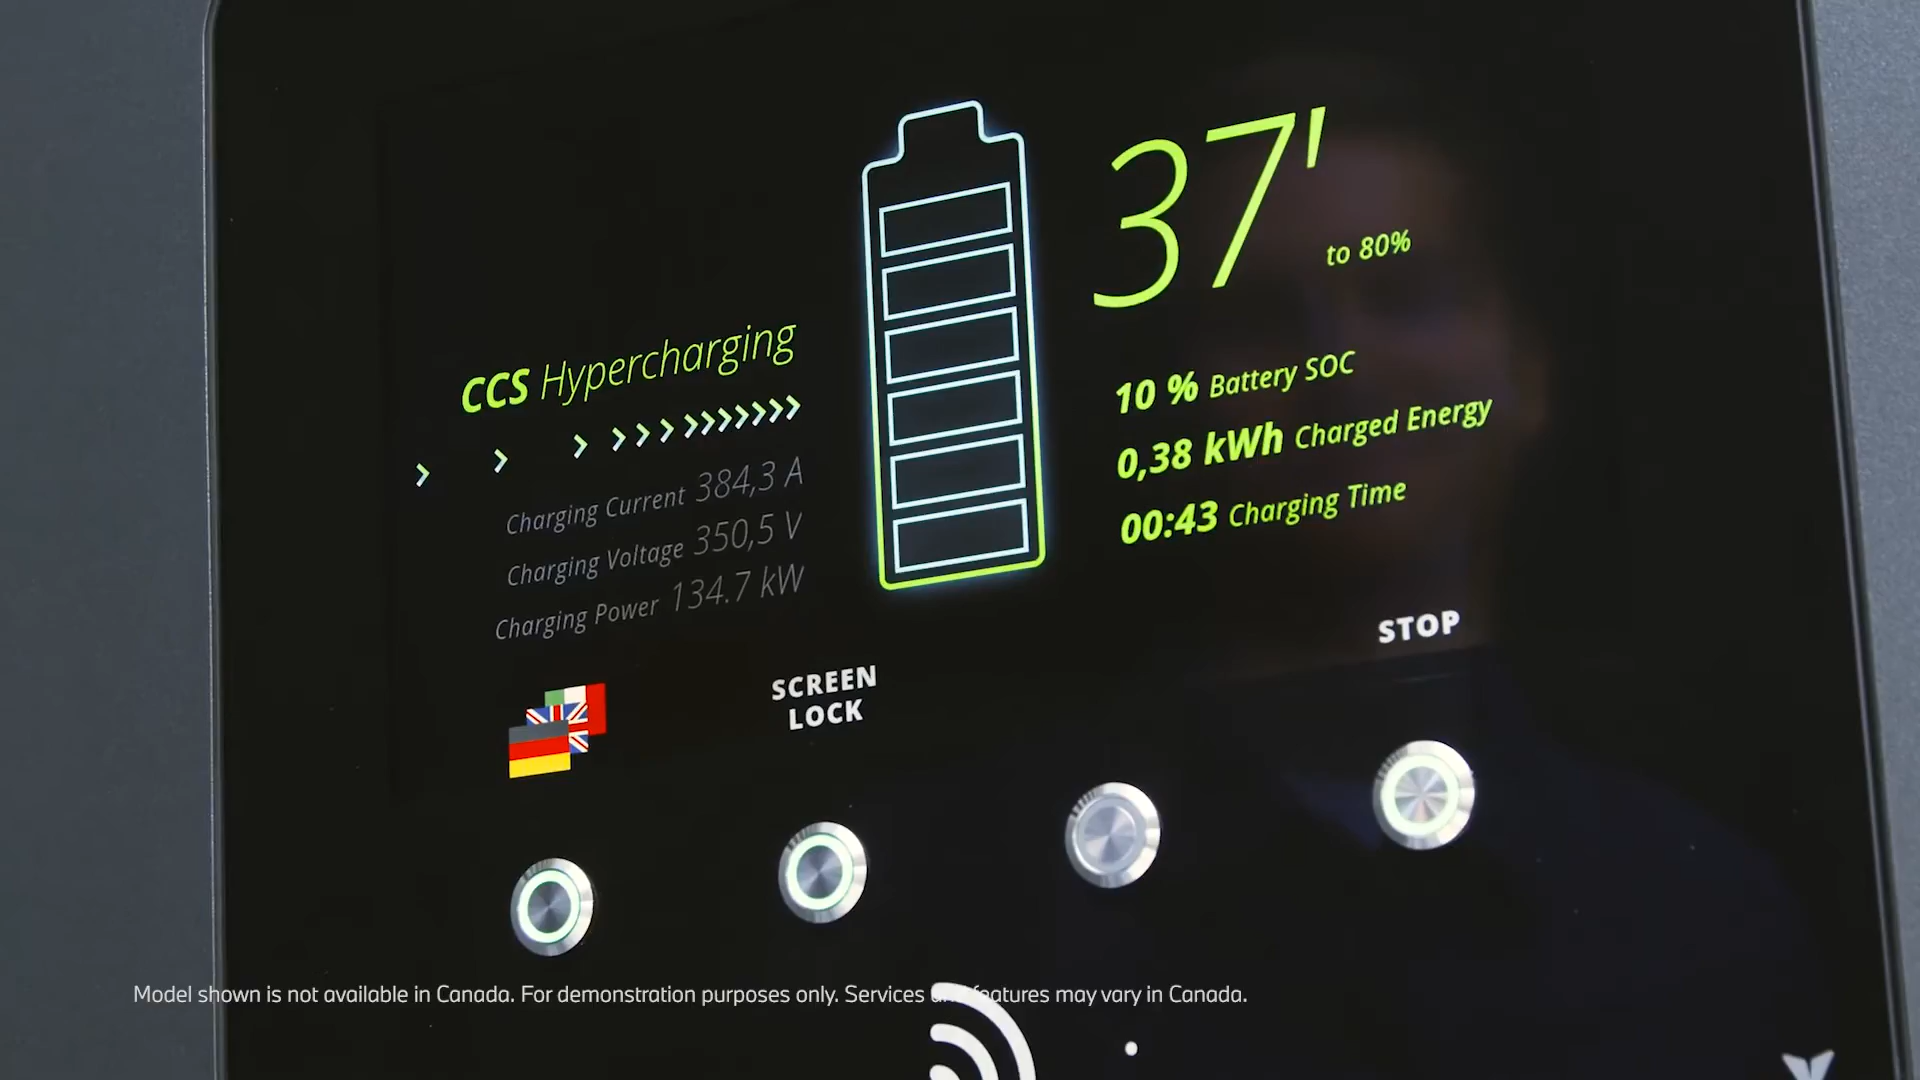 37'
to 80%
CCS Hypercharging
Charging Current 384,3 A
Charging Voltage 350,5 V
Charging Power 134.7 kW
10 % Battery SOC
0,38 kWh Charged Energy
00:43 Charging Time
STOP
SCREEN
LOCK
Model shown is not available in Canada. For demonstration purposes only. Services and features may vary in Canada.